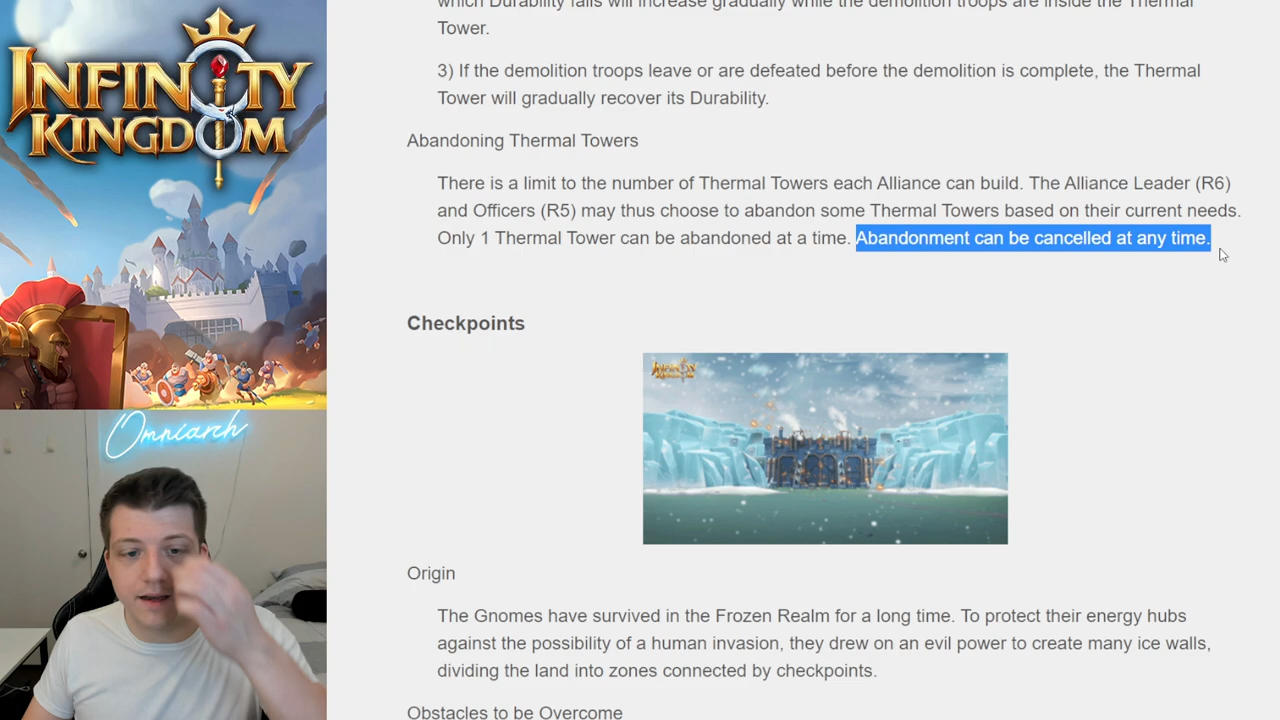 INFINITY
KINGDOM
Omniarch
which Durability falls will increase gradually while the demolition troops are inside the Thermal
Tower.
3) If the demolition troops leave or are defeated before the demolition is complete, the Thermal
Tower will gradually recover its Durability.
Abandoning Thermal Towers
There is a limit to the number of Thermal Towers each Alliance can build. The Alliance Leader (R6)
and Officers (R5) may thus choose to abandon some Thermal Towers based on their current needs.
Only 1 Thermal Tower can be abandoned at a time. Abandonment can be cancelled at any time.
Checkpoints
INFINITY
KINGDOM
Origin
The Gnomes have survived in the Frozen Realm for a long time. To protect their energy hubs
against the possibility of a human invasion, they drew on an evil power to create many ice walls,
dividing the land into zones connected by checkpoints.
Obstacles to be Overcome